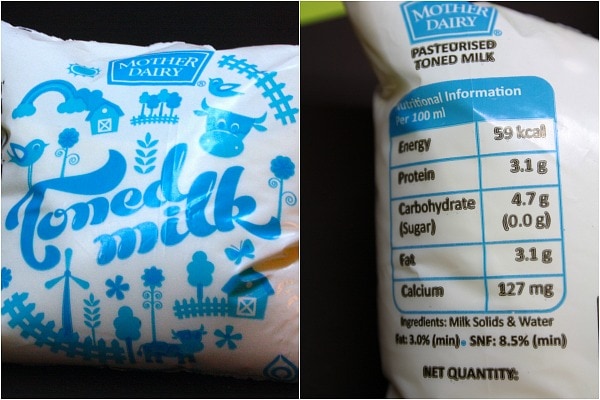 MOTHER
DAIRY®
Toned
milk
MOTHER
DAIRY®
PASTEURISED
TONED MILK
Nutritional Information
Per 100 ml
Energy 59 kcal
Protein 3.1 g
Carbohydrate 4.7 g
(Sugar) (0.0 g)
Fat 3.1 g
Calcium 127 mg
Ingredients: Milk Solids & Water
Fat: 3.0% (min) • SNF: 8.5% (min)
NET QUANTITY: